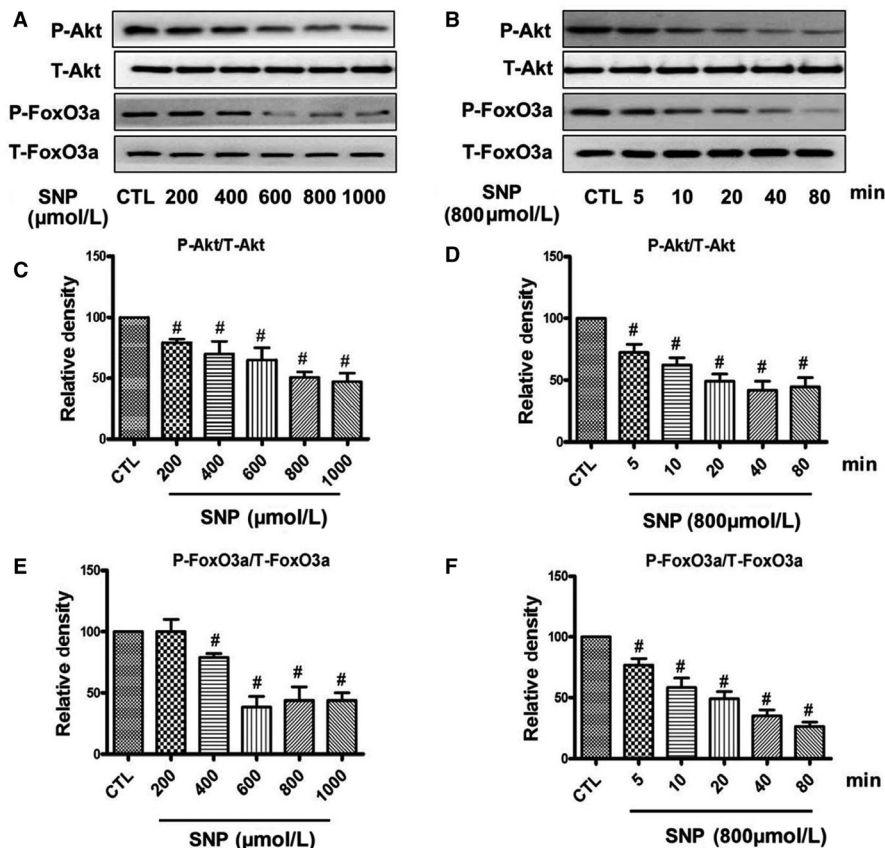 A
P-Akt
T-Akt
P-FoxO3a
T-FoxO3a
SNP CTL 200 400 600 800 1000
(μmol/L)
B
P-Akt
T-Akt
P-FoxO3a
T-FoxO3a
SNP CTL 5 10 20 40 80 min
(800μmol/L)
C
P-Akt/T-Akt
150
100
50
0
Relative density
# # # # #
CTL 200 400 600 800 1000
SNP (μmol/L)
D
P-Akt/T-Akt
150
100
50
0
Relative density
# # # # #
CTL 5 10 20 40 80 min
SNP (800μmol/L)
E
P-FoxO3a/T-FoxO3a
150
100
50
0
Relative density
# # # #
CTL 200 400 600 800 1000
SNP (μmol/L)
F
P-FoxO3a/T-FoxO3a
150
100
50
0
Relative density
# # # # #
CTL 5 10 20 40 80 min
SNP (800μmol/L)